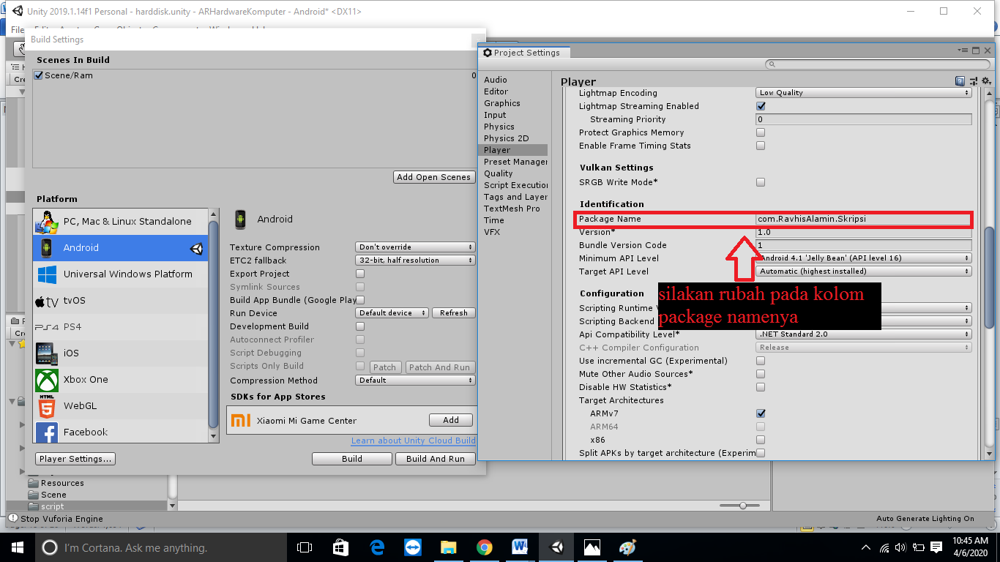 Unity 2019.1.14f1 Personal - harddisk.unity - ARHardwareKomputer - Android* <DX11>
File
Build Settings
Scenes In Build
Scene/Ram 0
Add Open Scenes
Platform
PC, Mac & Linux Standalone
Android
Universal Windows Platform
tvOS
PS4
iOS
Xbox One
WebGL
Facebook
Player Settings...
Android
Texture Compression Don't override
ETC2 fallback 32-bit, half resolution
Export Project
Symlink Sources
Build App Bundle (Google Play
Run Device Default device Refresh
Development Build
Autoconnect Profiler
Script Debugging
Scripts Only Build Patch Patch And Run
Compression Method Default
SDKs for App Stores
Xiaomi Mi Game Center Add
Learn about Unity Cloud Build
Build Build And Run
Project Settings
Audio
Editor
Graphics
Input
Physics
Physics 2D
Player
Preset Manager
Quality
Script Execution
Tags and Layer
TextMesh Pro
Time
VFX
Player
Lightmap Encoding Low Quality
Lightmap Streaming Enabled
Streaming Priority 0
Protect Graphics Memory
Enable Frame Timing Stats
Vulkan Settings
SRGB Write Mode*
Identification
Package Name com.RavhisAlamin.Skripsi
Version* 1.0
Bundle Version Code 1
Minimum API Level Android 4.1 'Jelly Bean' (API level 16)
Target API Level Automatic (highest installed)
silakan rubah pada kolom
package namenya
Configuration
Scripting Runtime V
Scripting Backend
Api Compatibility Level* .NET Standard 2.0
C++ Compiler Configuration Release
Use incremental GC (Experimental)
Mute Other Audio Sources*
Disable HW Statistics*
Target Architectures
ARMv7
ARM64
x86
Split APKs by target architecture (Experim
Resources
Scene
script
Stop Vuforia Engine
Auto Generate Lighting On
I'm Cortana. Ask me anything.
10:45 AM
4/6/2020